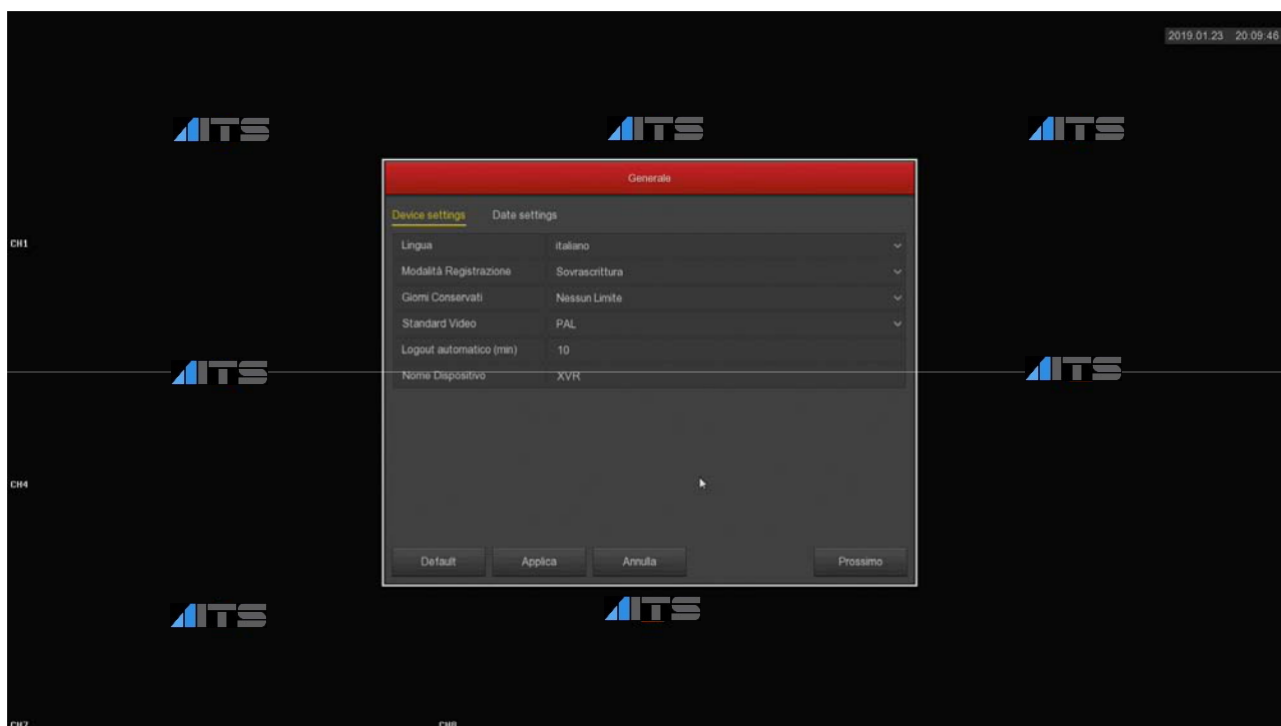 2019.01.23 20:09:46
ITS ITS ITS
Generale
Device settings Date settings
CH1
Lingua italiano
Modalità Registrazione Sovrascrittura
Giorni Conservati Nessun Limite
Standard Video PAL
Logout automatico (min) 10
ITS ITS
Nome Dispositivo XVR
CH4
Default Applica Annulla Prossimo
ITS ITS
CH7 CH8